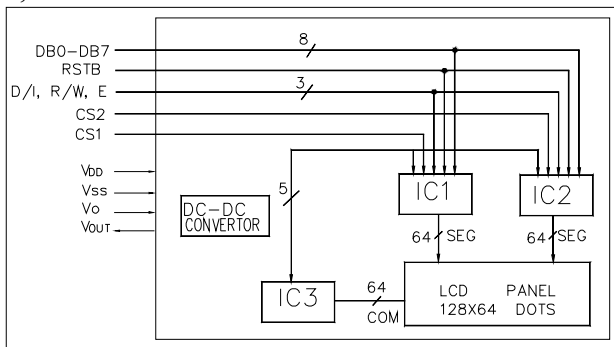 DB0-DB7
8
RSTB
D/I, R/W, E
3
CS2
CS1
VDD
VSS
VO
VOUT
DC-DC
CONVERTOR
5
IC1
IC2
64
SEG
64
SEG
IC3
64
COM
LCD PANEL
128X64 DOTS